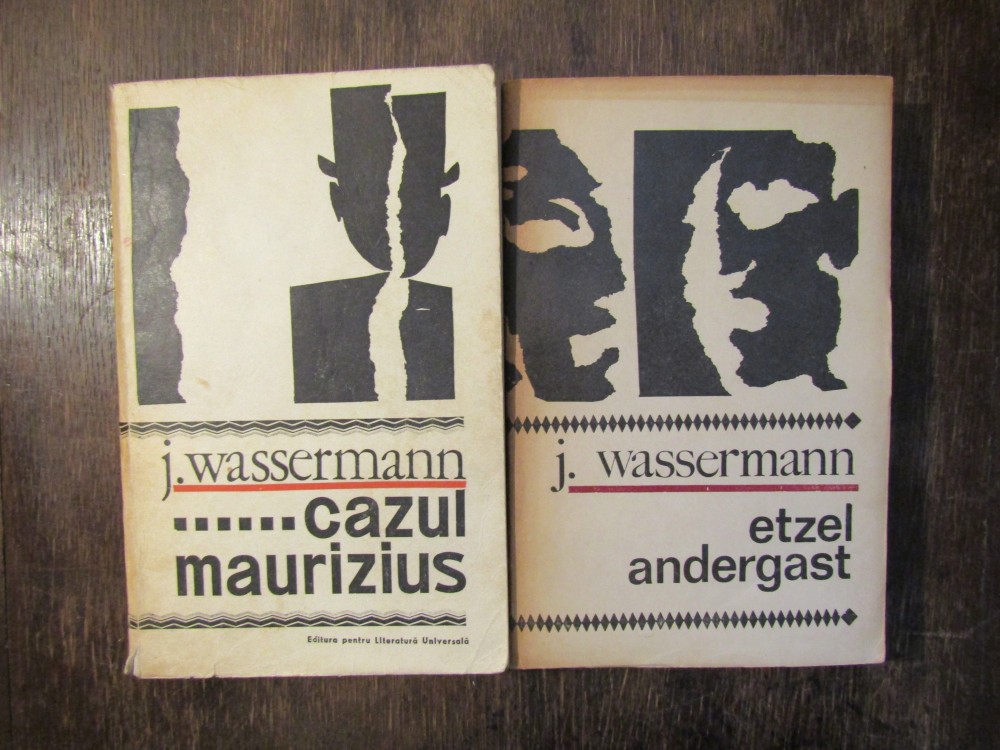 j. wassermann
......cazul
maurizius
Editura pentru Literatură Universală
j. wassermann
etzel
andergast